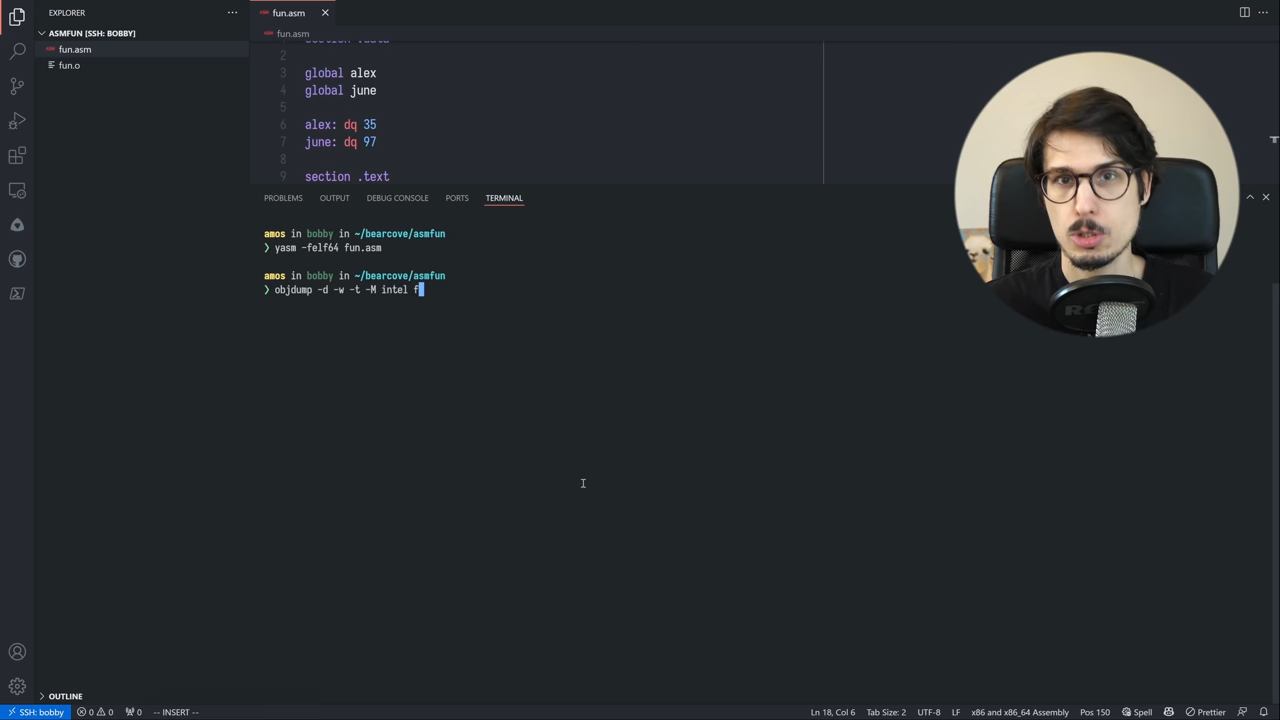 EXPLORER
ASMFUN [SSH: BOBBY]
fun.asm
fun.o
fun.asm
fun.asm
section .data
2
3 global alex
4 global june
5
6 alex: dq 35
7 june: dq 97
8
9 section .text
PROBLEMS OUTPUT DEBUG CONSOLE PORTS TERMINAL
amos in bobby in ~/bearcove/asmfun
❯ yasm -felf64 fun.asm
amos in bobby in ~/bearcove/asmfun
❯ objdump -d -w -t -M intel f
OUTLINE
SSH: bobby 0 0 0 -- INSERT -- Ln 18, Col 6 Tab Size: 2 UTF-8 LF x86 and x86_64 Assembly Pos 150 Spell Prettier